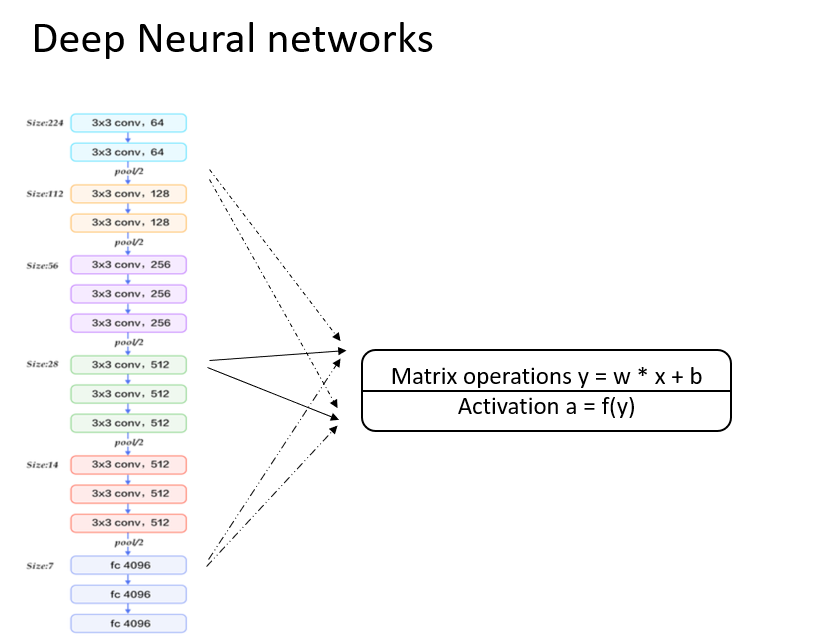 Deep Neural networks
Size:224
3x3 conv, 64
3x3 conv, 64
pool/2
Size:112
3x3 conv, 128
3x3 conv, 128
pool/2
Size:56
3x3 conv, 256
3x3 conv, 256
3x3 conv, 256
pool/2
Size:28
3x3 conv, 512
3x3 conv, 512
3x3 conv, 512
pool/2
Size:14
3x3 conv, 512
3x3 conv, 512
3x3 conv, 512
pool/2
Size:7
fc 4096
fc 4096
fc 4096
Matrix operations y = w * x + b
Activation a = f(y)